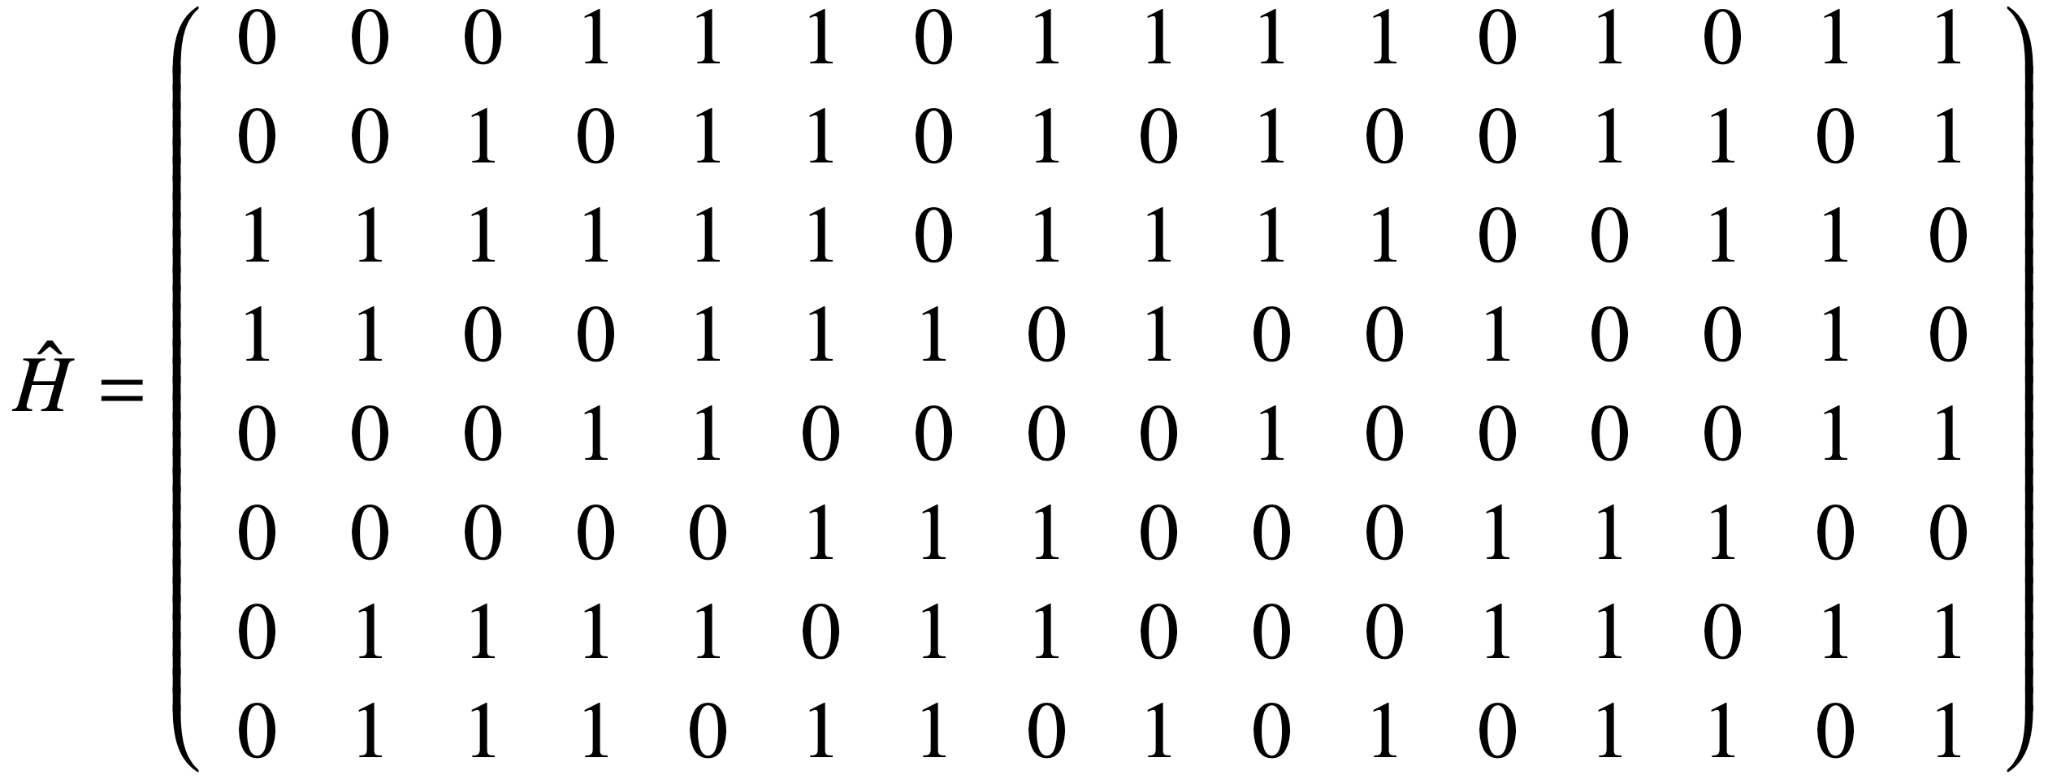 Ĥ =
0 0 0 1 1 1 0 1 1 1 1 0 1 0 1 1
0 0 1 0 1 1 0 1 0 1 0 0 1 1 0 1
1 1 1 1 1 1 0 1 1 1 1 0 0 1 1 0
1 1 0 0 1 1 1 0 1 0 0 1 0 0 1 0
0 0 0 1 1 0 0 0 0 1 0 0 0 0 1 1
0 0 0 0 0 1 1 1 0 0 0 1 1 1 0 0
0 1 1 1 1 0 1 1 0 0 0 1 1 0 1 1
0 1 1 1 0 1 1 0 1 0 1 0 1 1 0 1